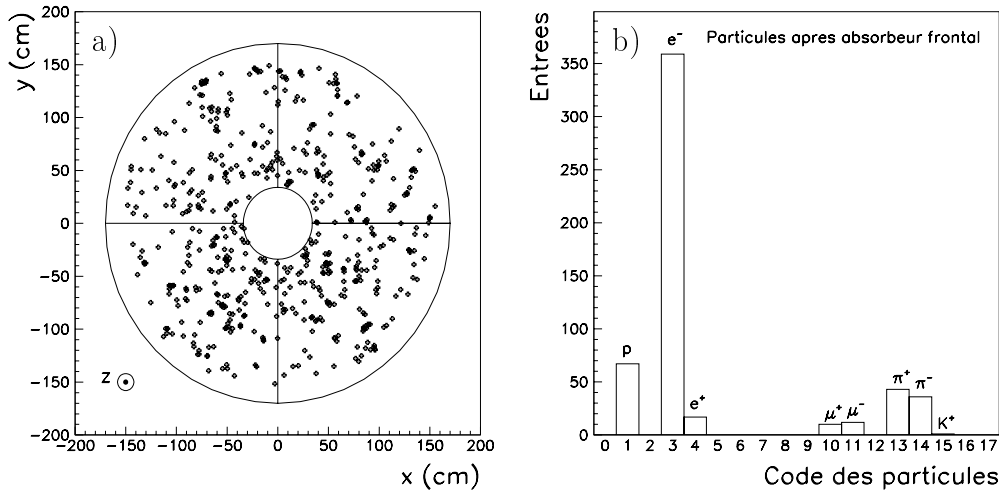 a)
y (cm)
200
150
100
50
0
−50
−100
−150
−200
z
−200 −150 −100 −50 0 50 100 150 200
x (cm)
b)
Particules apres absorbeur frontal
Entrees
350
300
250
200
150
100
50
0
p
e⁻
e⁺
μ⁺
μ⁻
π⁺
π⁻
K⁺
0 1 2 3 4 5 6 7 8 9 10 11 12 13 14 15 16 17
Code des particules